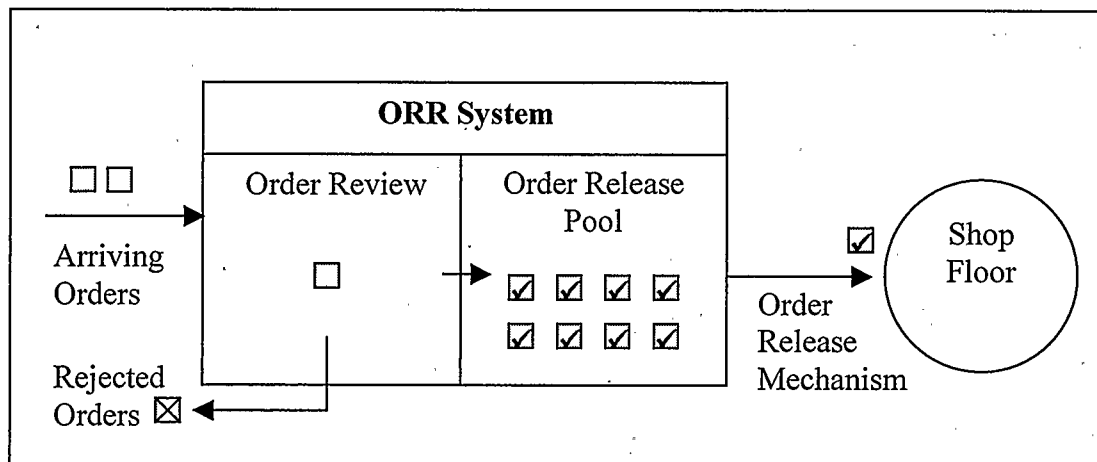 ORR System
Order Review
Order Release
Pool
Arriving
Orders
Rejected
Orders
Order
Release
Mechanism
Shop
Floor